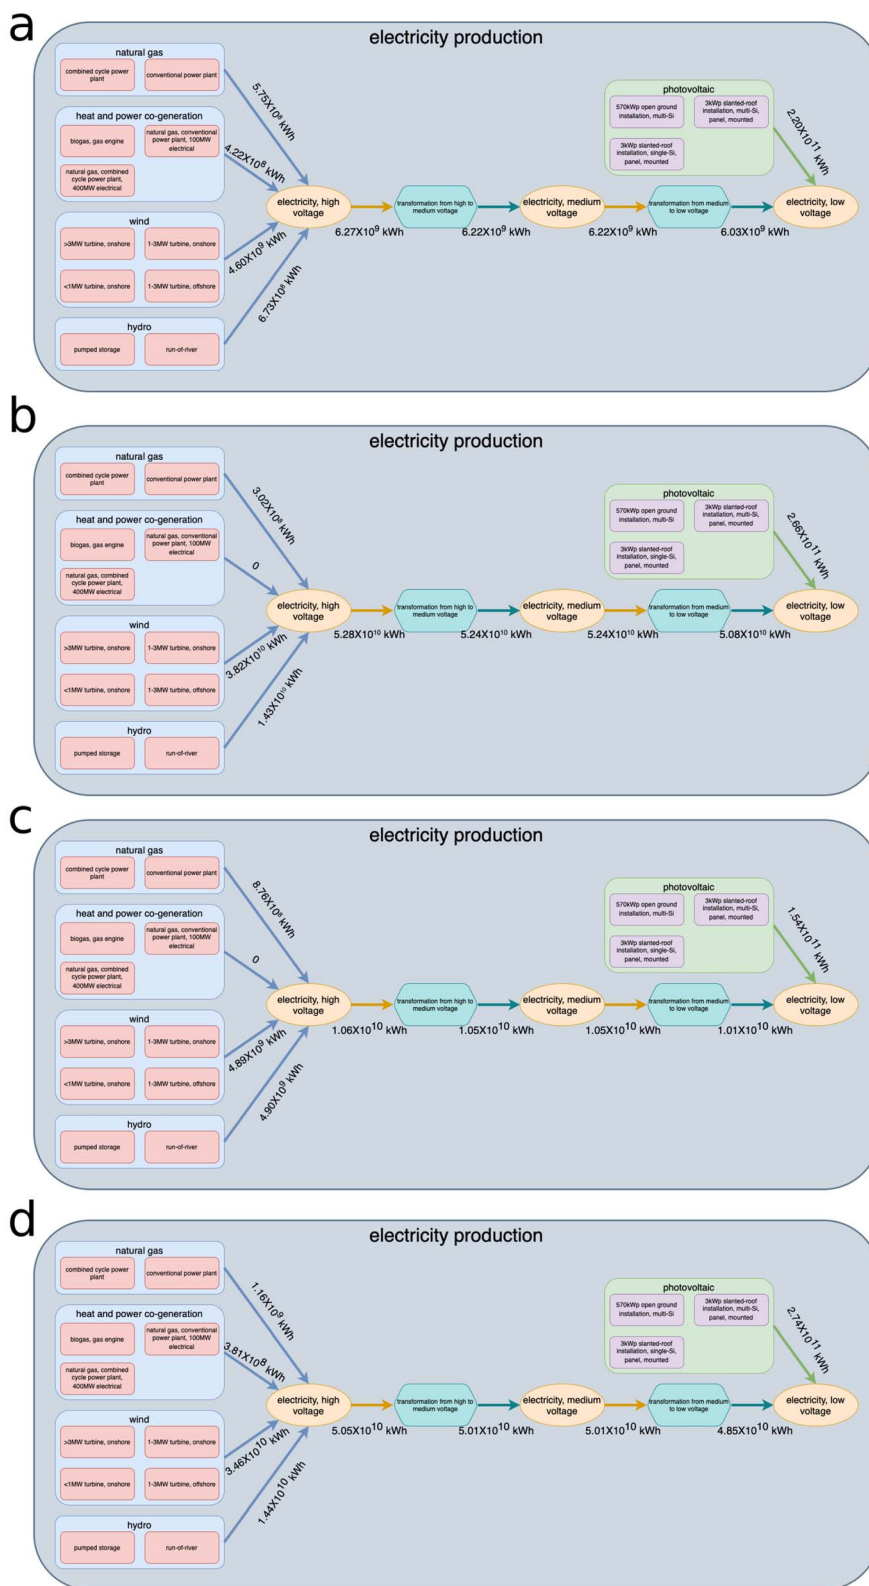 a
electricity production
natural gas
combined cycle power
plant
conventional power plant
5.75X10⁸ kWh
heat and power co-generation
biogas, gas engine
natural gas, conventional
power plant, 100MW
electrical
natural gas, combined
cycle power plant,
400MW electrical
4.22X10⁸ kWh
wind
>3MW turbine, onshore
1-3MW turbine, onshore
<1MW turbine, onshore
1-3MW turbine, offshore
4.60X10⁹ kWh
hydro
pumped storage
run-of-river
6.73X10⁸ kWh
electricity, high
voltage
6.27X10⁹ kWh
transformation from high to
medium voltage
6.22X10⁹ kWh
electricity, medium
voltage
6.22X10⁹ kWh
transformation from medium
to low voltage
6.03X10⁹ kWh
photovoltaic
570kWp open ground
installation, multi-Si
3kWp slanted-roof
installation, multi-Si,
panel, mounted
3kWp slanted-roof
installation, single-Si,
panel, mounted
2.20X10¹¹ kWh
electricity, low
voltage
b
electricity production
natural gas
combined cycle power
plant
conventional power plant
3.02X10⁸ kWh
heat and power co-generation
biogas, gas engine
natural gas, conventional
power plant, 100MW
electrical
natural gas, combined
cycle power plant,
400MW electrical
0
wind
>3MW turbine, onshore
1-3MW turbine, onshore
<1MW turbine, onshore
1-3MW turbine, offshore
3.82X10¹⁰ kWh
hydro
pumped storage
run-of-river
1.43X10¹⁰ kWh
electricity, high
voltage
5.28X10¹⁰ kWh
transformation from high to
medium voltage
5.24X10¹⁰ kWh
electricity, medium
voltage
5.24X10¹⁰ kWh
transformation from medium
to low voltage
5.08X10¹⁰ kWh
photovoltaic
570kWp open ground
installation, multi-Si
3kWp slanted-roof
installation, multi-Si,
panel, mounted
3kWp slanted-roof
installation, single-Si,
panel, mounted
2.66X10¹¹ kWh
electricity, low
voltage
c
electricity production
natural gas
combined cycle power
plant
conventional power plant
8.76X10⁸ kWh
heat and power co-generation
biogas, gas engine
natural gas, conventional
power plant, 100MW
electrical
natural gas, combined
cycle power plant,
400MW electrical
0
wind
>3MW turbine, onshore
1-3MW turbine, onshore
<1MW turbine, onshore
1-3MW turbine, offshore
4.89X10⁹ kWh
hydro
pumped storage
run-of-river
4.90X10⁹ kWh
electricity, high
voltage
1.06X10¹⁰ kWh
transformation from high to
medium voltage
1.05X10¹⁰ kWh
electricity, medium
voltage
1.05X10¹⁰ kWh
transformation from medium
to low voltage
1.01X10¹⁰ kWh
photovoltaic
570kWp open ground
installation, multi-Si
3kWp slanted-roof
installation, multi-Si,
panel, mounted
3kWp slanted-roof
installation, single-Si,
panel, mounted
1.54X10¹¹ kWh
electricity, low
voltage
d
electricity production
natural gas
combined cycle power
plant
conventional power plant
1.16X10⁹ kWh
heat and power co-generation
biogas, gas engine
natural gas, conventional
power plant, 100MW
electrical
natural gas, combined
cycle power plant,
400MW electrical
3.81X10⁸ kWh
wind
>3MW turbine, onshore
1-3MW turbine, onshore
<1MW turbine, onshore
1-3MW turbine, offshore
3.46X10¹⁰ kWh
hydro
pumped storage
run-of-river
1.44X10¹⁰ kWh
electricity, high
voltage
5.05X10¹⁰ kWh
transformation from high to
medium voltage
5.01X10¹⁰ kWh
electricity, medium
voltage
5.01X10¹⁰ kWh
transformation from medium
to low voltage
4.85X10¹⁰ kWh
photovoltaic
570kWp open ground
installation, multi-Si
3kWp slanted-roof
installation, multi-Si,
panel, mounted
3kWp slanted-roof
installation, single-Si,
panel, mounted
2.74X10¹¹ kWh
electricity, low
voltage